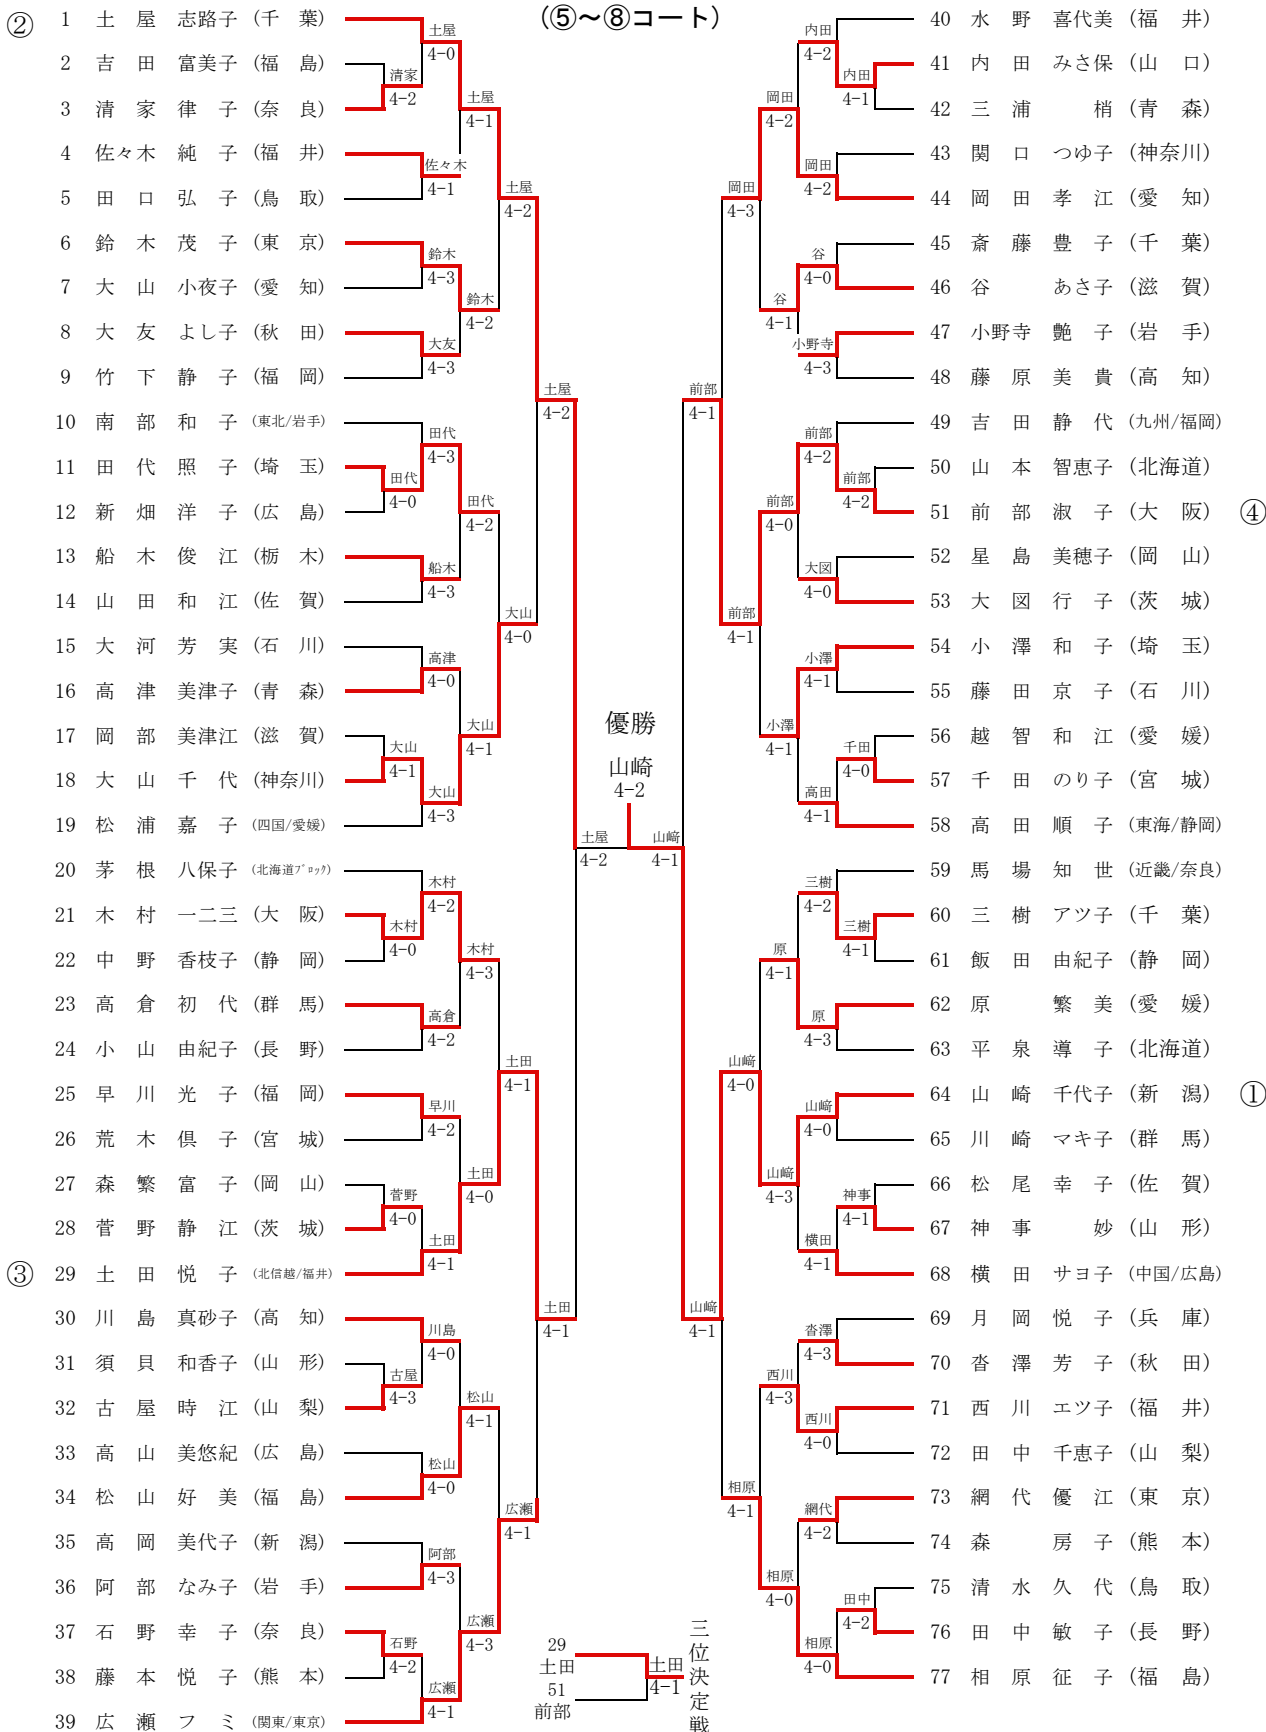 (⑤～⑧コート)
② 1 土屋 志路子 (千葉)
2 吉田 富美子 (福島)
3 清家 律子 (奈良)
4 佐々木 純子 (福井)
5 田口 弘子 (鳥取)
6 鈴木 茂子 (東京)
7 大山 小夜子 (愛知)
8 大友 よし子 (秋田)
9 竹下 静子 (福岡)
10 南部 和子 (東北/岩手)
11 田代 照子 (埼玉)
12 新畑 洋子 (広島)
13 船木 俊江 (栃木)
14 山田 和江 (佐賀)
15 大河 芳実 (石川)
16 高津 美津子 (青森)
17 岡部 美津江 (滋賀)
18 大山 千代 (神奈川)
19 松浦 嘉子 (四国/愛媛)
20 茅根 八保子 (北海道ブロック)
21 木村 一二三 (大阪)
22 中野 香枝子 (静岡)
23 高倉 初代 (群馬)
24 小山 由紀子 (長野)
25 早川 光子 (福岡)
26 荒木 倶子 (宮城)
27 森繁 富子 (岡山)
28 菅野 静江 (茨城)
③ 29 土田 悦子 (北信越/福井)
30 川島 真砂子 (高知)
31 須貝 和香子 (山形)
32 古屋 時江 (山梨)
33 高山 美悠紀 (広島)
34 松山 好美 (福島)
35 高岡 美代子 (新潟)
36 阿部 なみ子 (岩手)
37 石野 幸子 (奈良)
38 藤本 悦子 (熊本)
39 広瀬 フミ (関東/東京)
清家 4-2
田代 4-0
大山 4-1
木村 4-0
菅野 4-0
古屋 4-3
石野 4-2
土屋 4-0
佐々木 4-1
鈴木 4-3
大友 4-3
田代 4-3
船木 4-3
高津 4-0
大山 4-3
木村 4-2
高倉 4-2
早川 4-2
土田 4-1
川島 4-0
松山 4-0
阿部 4-3
広瀬 4-1
土屋 4-1
鈴木 4-2
田代 4-2
大山 4-1
木村 4-3
土田 4-0
松山 4-1
広瀬 4-3
土屋 4-2
大山 4-0
土田 4-1
広瀬 4-1
土屋 4-2
土田 4-1
土屋 4-2
優勝
山崎
4-2
山﨑 4-1
前部 4-1
山﨑 4-1
岡田 4-3
前部 4-1
山﨑 4-0
相原 4-1
岡田 4-2
谷 4-1
前部 4-0
小澤 4-1
原 4-1
山﨑 4-3
西川 4-3
相原 4-0
内田 4-2
岡田 4-2
谷 4-0
小野寺 4-3
前部 4-2
大図 4-0
小澤 4-1
高田 4-1
三樹 4-2
原 4-3
山﨑 4-0
横田 4-1
沓澤 4-3
西川 4-0
網代 4-2
相原 4-0
内田 4-1
前部 4-2
千田 4-0
三樹 4-1
神事 4-1
田中 4-2
40 水野 喜代美 (福井)
41 内田 みさ保 (山口)
42 三浦 梢 (青森)
43 関口 つゆ子 (神奈川)
44 岡田 孝江 (愛知)
45 斎藤 豊子 (千葉)
46 谷 あさ子 (滋賀)
47 小野寺 艶子 (岩手)
48 藤原 美貴 (高知)
49 吉田 静代 (九州/福岡)
50 山本 智恵子 (北海道)
51 前部 淑子 (大阪) ④
52 星島 美穂子 (岡山)
53 大図 行子 (茨城)
54 小澤 和子 (埼玉)
55 藤田 京子 (石川)
56 越智 和江 (愛媛)
57 千田 のり子 (宮城)
58 高田 順子 (東海/静岡)
59 馬場 知世 (近畿/奈良)
60 三樹 アツ子 (千葉)
61 飯田 由紀子 (静岡)
62 原 繁美 (愛媛)
63 平泉 導子 (北海道)
64 山崎 千代子 (新潟) ①
65 川崎 マキ子 (群馬)
66 松尾 幸子 (佐賀)
67 神事 妙 (山形)
68 横田 サヨ子 (中国/広島)
69 月岡 悦子 (兵庫)
70 沓澤 芳子 (秋田)
71 西川 エツ子 (福井)
72 田中 千恵子 (山梨)
73 網代 優江 (東京)
74 森 房子 (熊本)
75 清水 久代 (鳥取)
76 田中 敏子 (長野)
77 相原 征子 (福島)
三位決定戦
29
土田
51
前部
土田
4-1